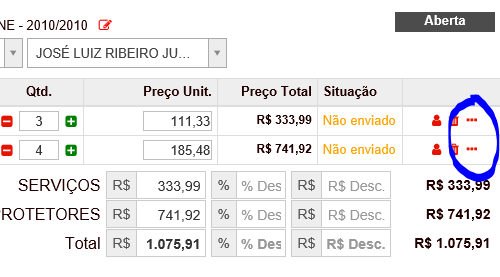 NE - 2010/2010 Aberta
JOSÉ LUIZ RIBEIRO JU...
Qtd. Preço Unit. Preço Total Situação
3 111,33 R$ 333,99 Não enviado
4 185,48 R$ 741,92 Não enviado
SERVIÇOS R$ 333,99 % % Des R$ R$ Desc. R$ 333,99
PROTETORES R$ 741,92 % % Des R$ R$ Desc. R$ 741,92
Total R$ 1.075,91 % % Des R$ R$ Desc. R$ 1.075,91